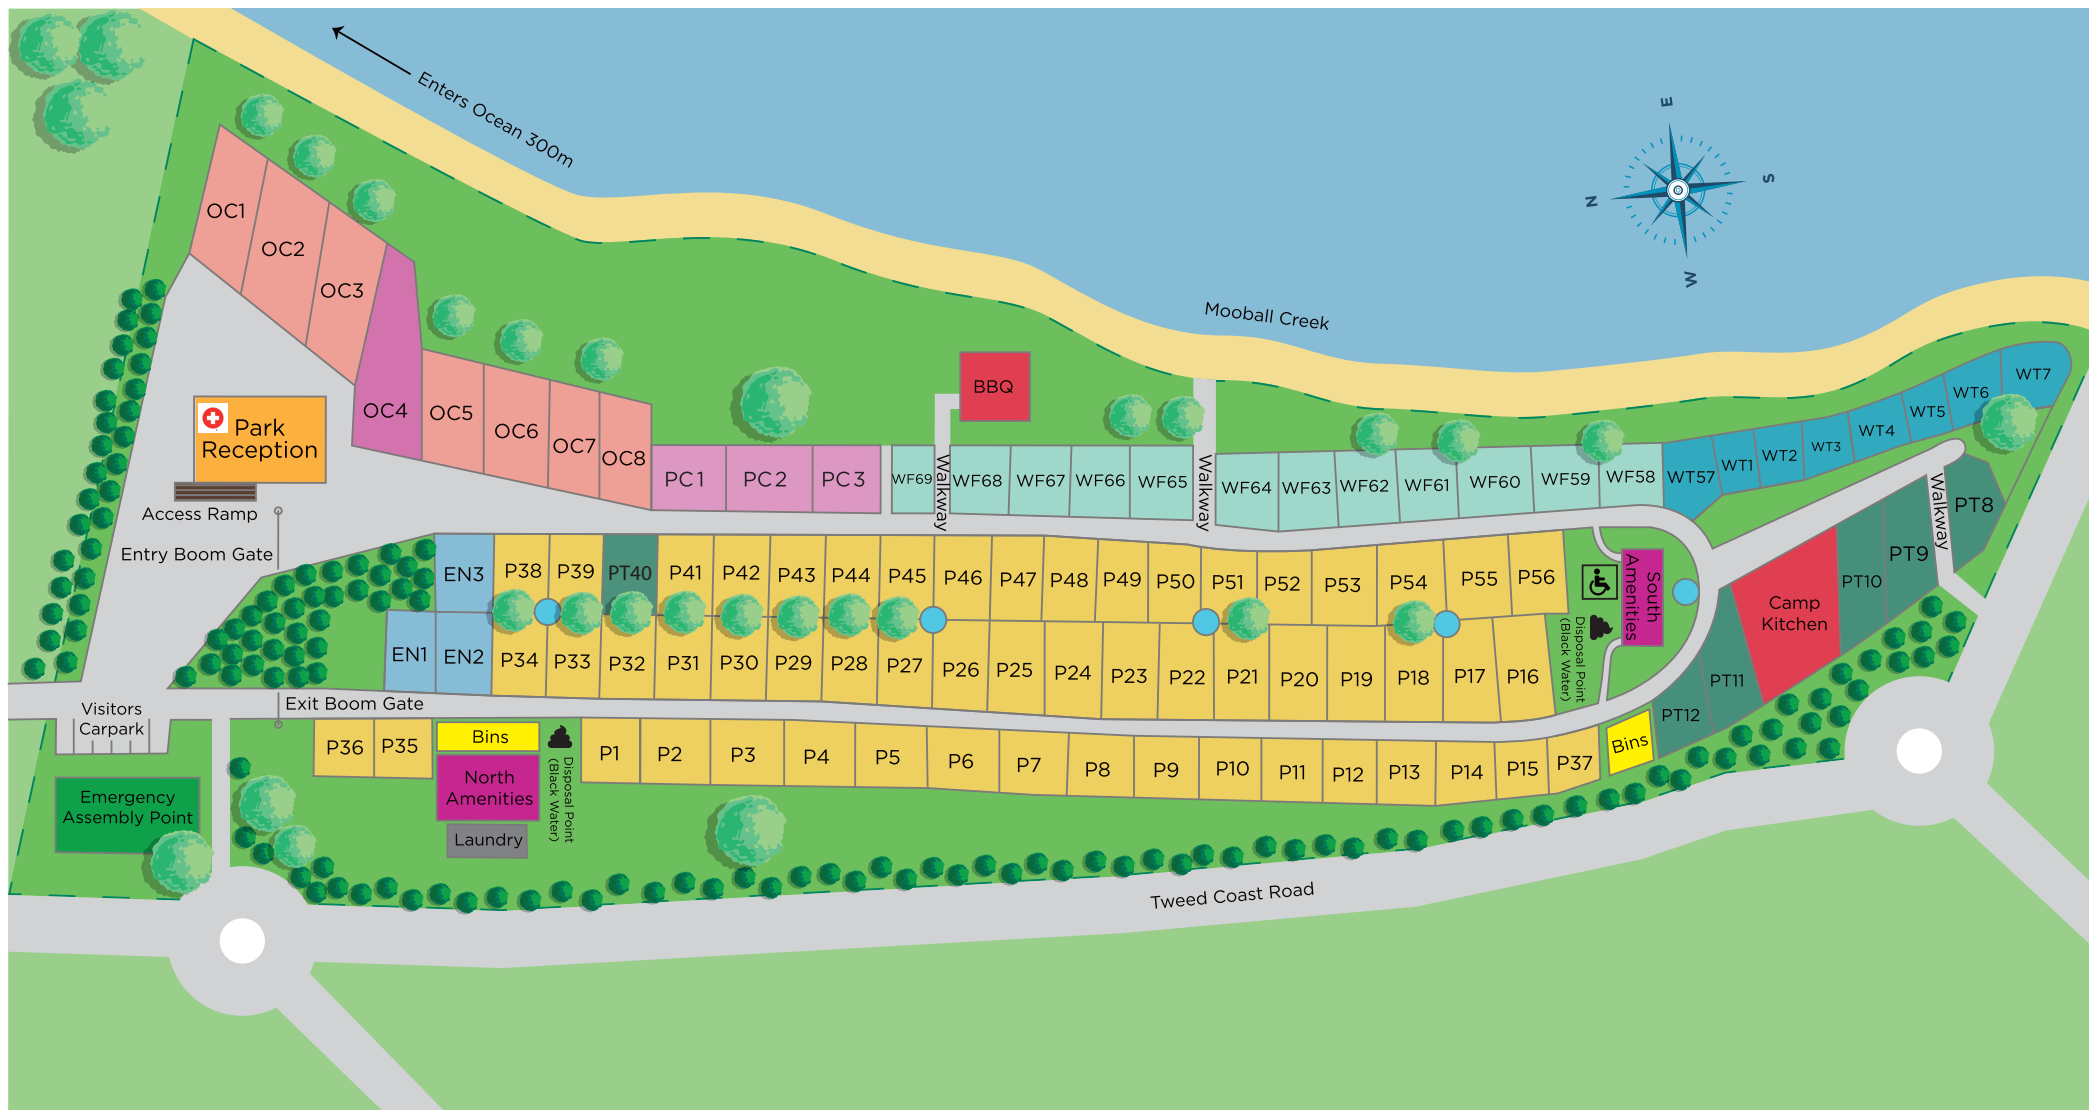 Enters Ocean 300m
E
N
S
W
Mooball Creek
OC1
OC2
OC3
OC4
OC5
OC6
OC7
OC8
PC1
PC2
PC3
BBQ
WF69
Walkway
WF68
WF67
WF66
WF65
Walkway
WF64
WF63
WF62
WF61
WF60
WF59
WF58
WT57
WT1
WT2
WT3
WT4
WT5
WT6
WT7
Park
Reception
Access Ramp
Entry Boom Gate
EN3
P38
P39
PT40
P41
P42
P43
P44
P45
P46
P47
P48
P49
P50
P51
P52
P53
P54
P55
P56
South
Amenities
Disposal Point
(Black Water)
Camp
Kitchen
PT10
PT9
Walkway
PT8
PT11
PT12
EN1
EN2
P34
P33
P32
P31
P30
P29
P28
P27
P26
P25
P24
P23
P22
P21
P20
P19
P18
P17
P16
Exit Boom Gate
Visitors
Carpark
P36
P35
Bins
North
Amenities
Laundry
Disposal Point
(Black Water)
P1
P2
P3
P4
P5
P6
P7
P8
P9
P10
P11
P12
P13
P14
P15
P37
Bins
Emergency
Assembly Point
Tweed Coast Road